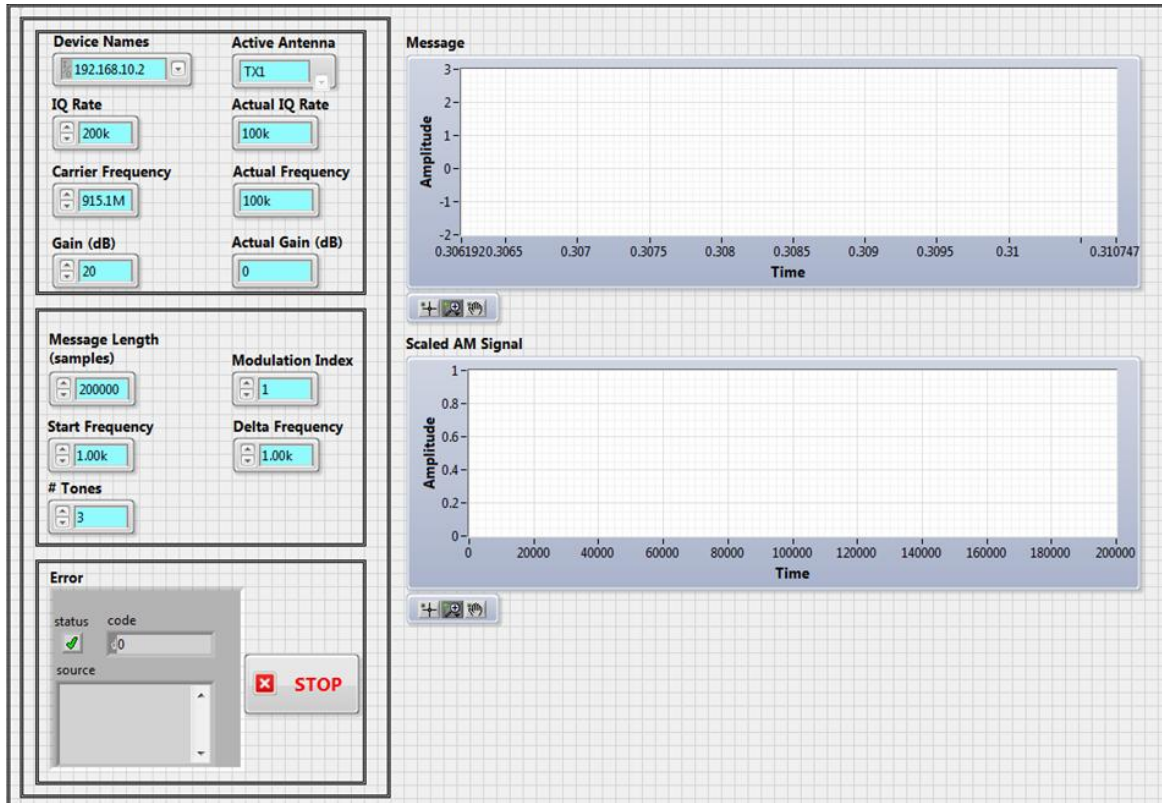 Device Names
Active Antenna
192.168.10.2
TX1
IQ Rate
Actual IQ Rate
200k
100k
Carrier Frequency
Actual Frequency
915.1M
100k
Gain (dB)
Actual Gain (dB)
20
0
Message Length
(samples)
Modulation Index
200000
1
Start Frequency
Delta Frequency
1.00k
1.00k
# Tones
3
Error
status code
0
source
STOP
Message
Amplitude
3
2
1
0
-1
-2
0.306192 0.3065 0.307 0.3075 0.308 0.3085 0.309 0.3095 0.31 0.310747
Time
Scaled AM Signal
Amplitude
1
0.8
0.6
0.4
0.2
0
0 20000 40000 60000 80000 100000 120000 140000 160000 180000 200000
Time